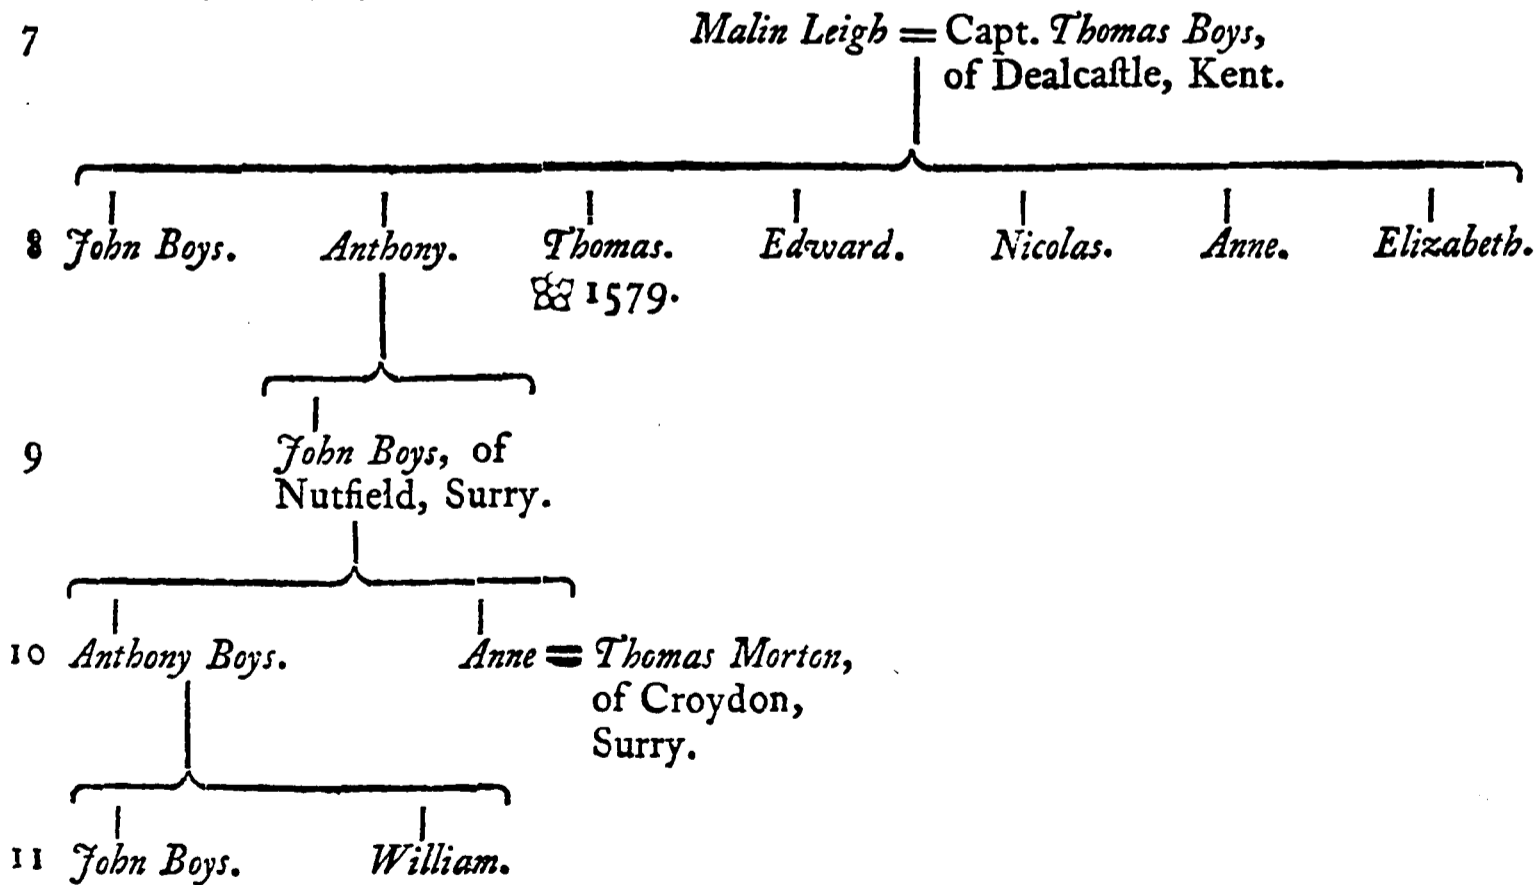 7 Malin Leigh = Capt. Thomas Boys,
of Dealcaſtle, Kent.
8 John Boys. Anthony. Thomas. Edward. Nicolas. Anne. Elizabeth.
1579.
9 John Boys, of
Nutfield, Surry.
10 Anthony Boys. Anne = Thomas Morton,
of Croydon,
Surry.
11 John Boys. William.